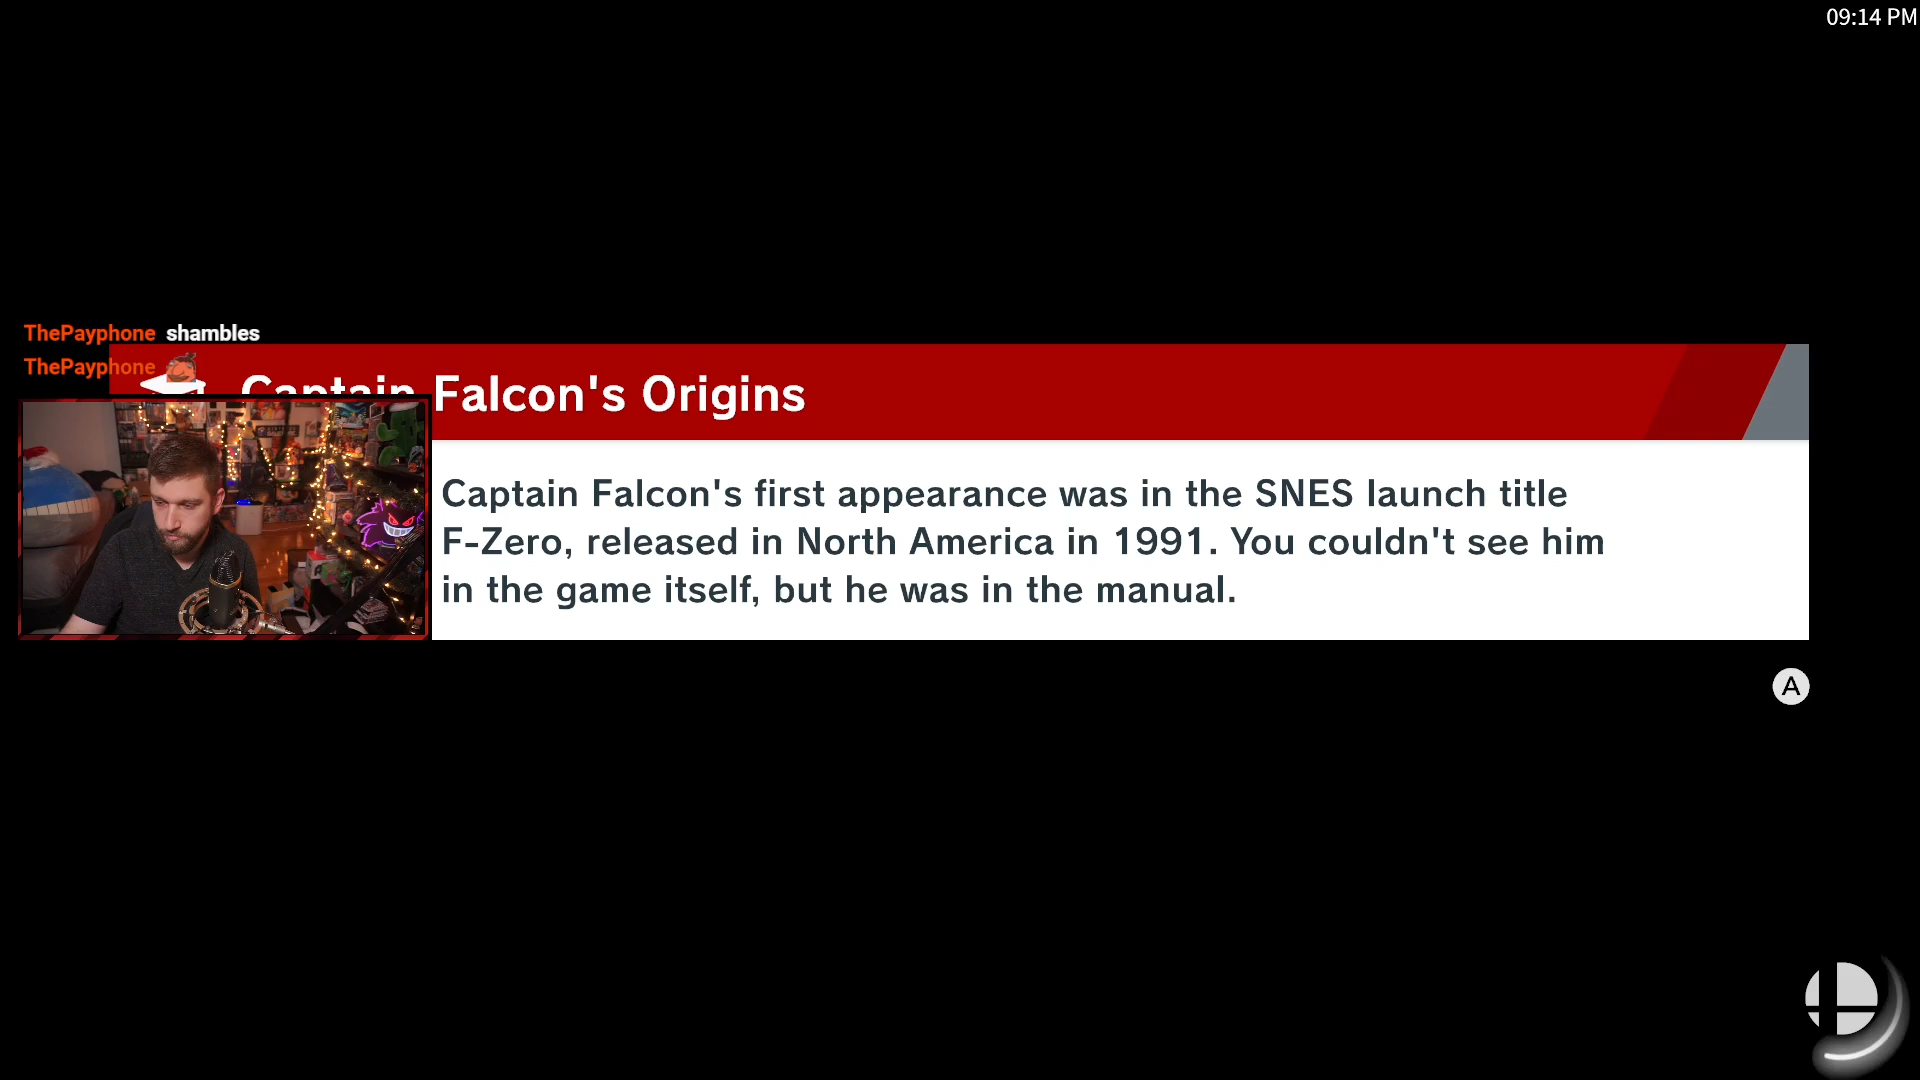 09:14 PM
ThePayphone shambles
ThePayphone
Captain Falcon's Origins
Captain Falcon's first appearance was in the SNES launch title
F-Zero, released in North America in 1991. You couldn't see him
in the game itself, but he was in the manual.
A